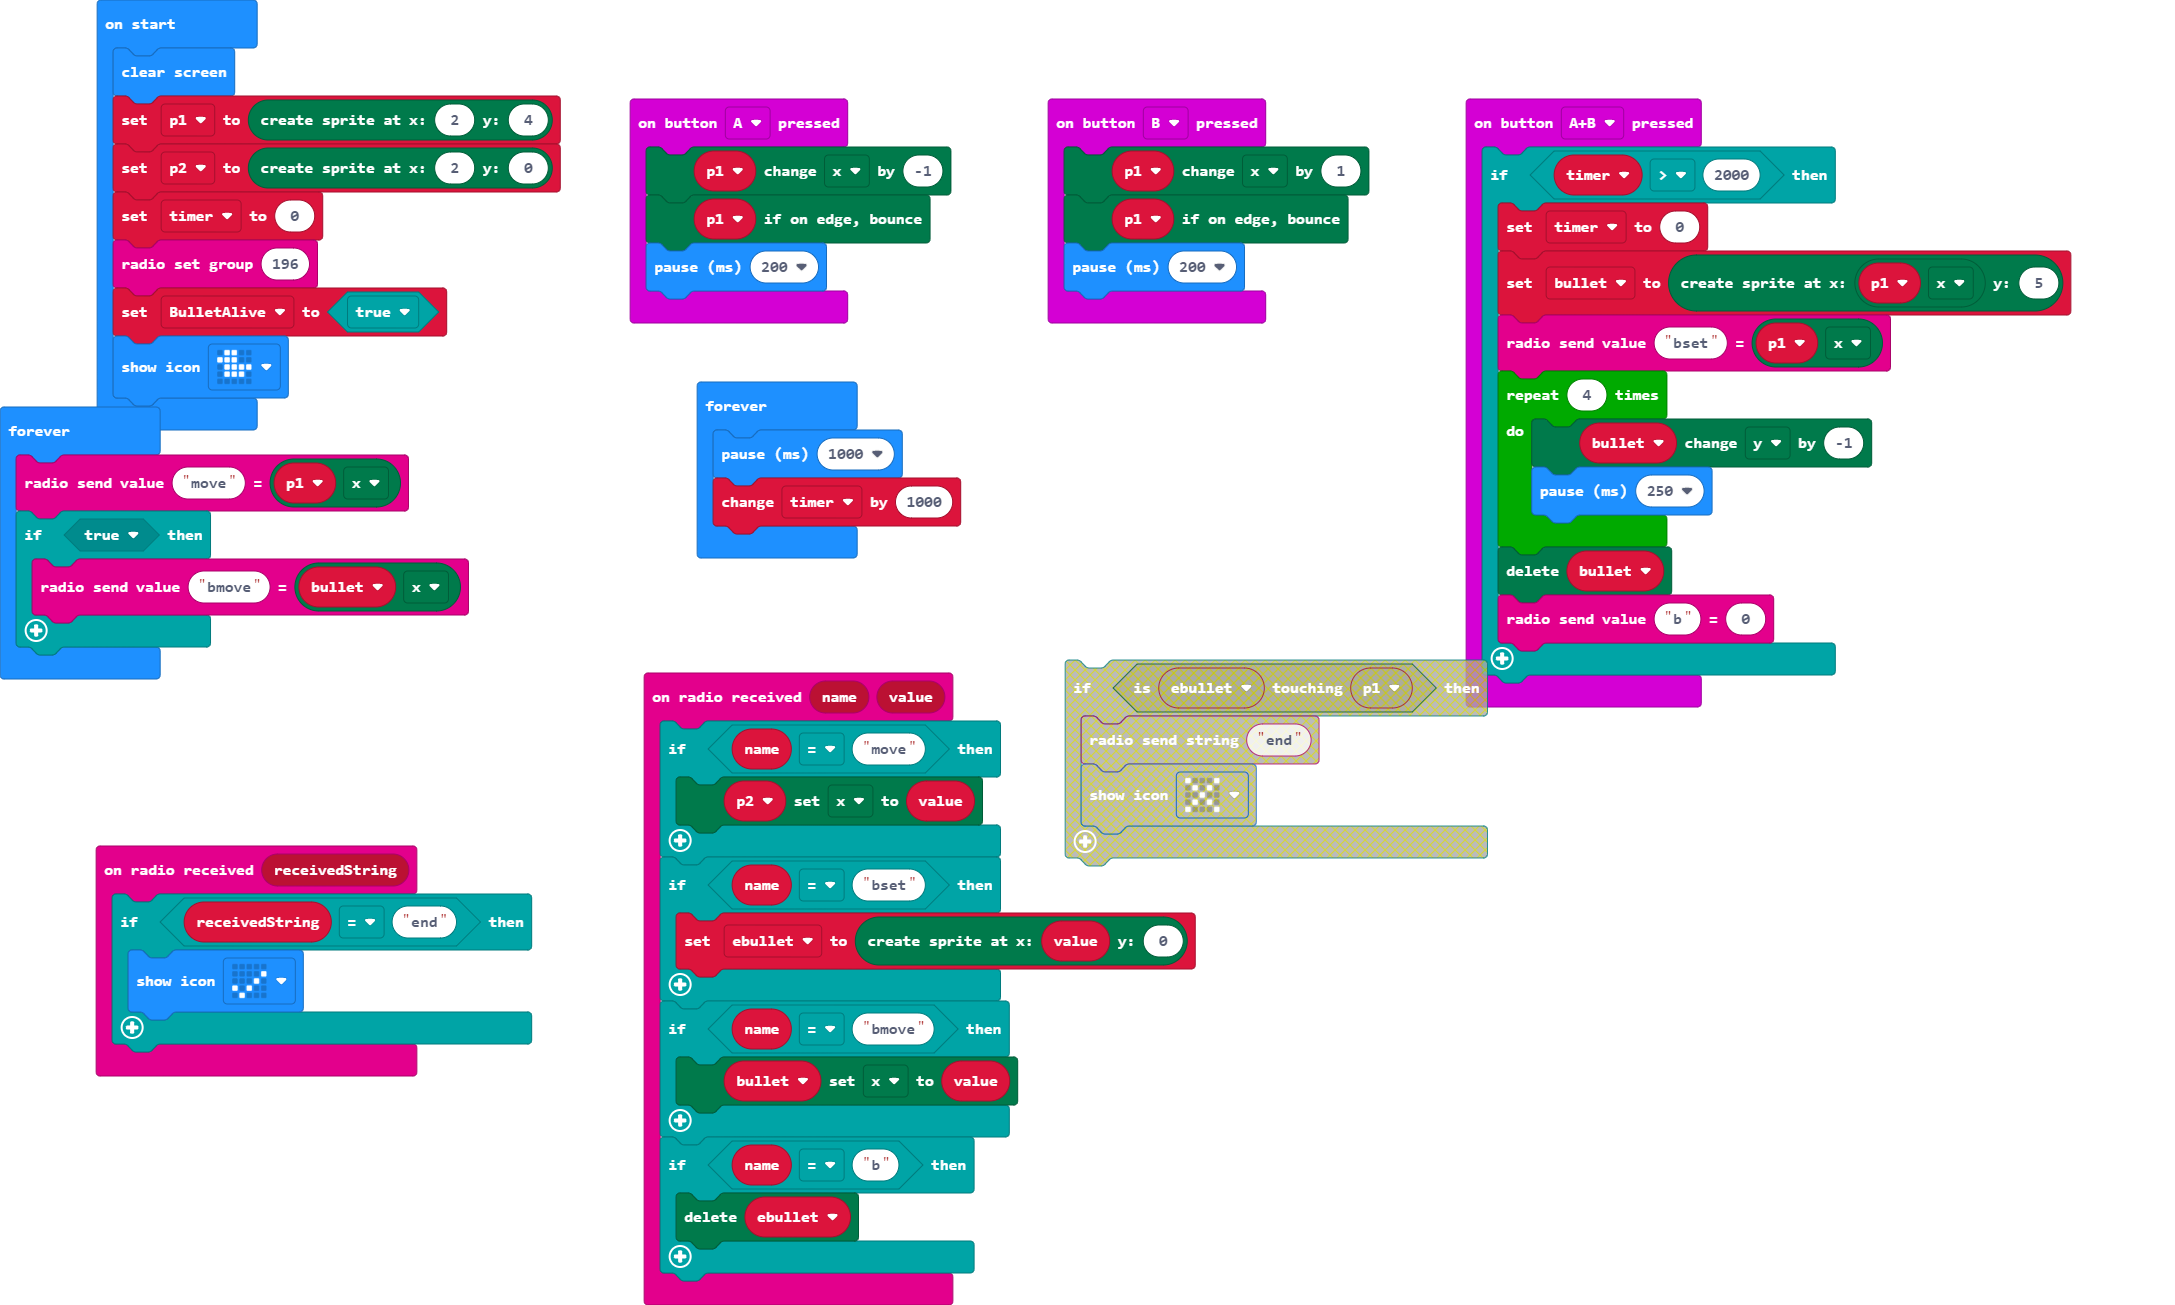 on start
clear screen
set p1 to create sprite at x: 2 y: 4
set p2 to create sprite at x: 2 y: 0
set timer to 0
radio set group 196
set BulletAlive to true
show icon
forever
radio send value "move" = p1 x
if true then
radio send value "bmove" = bullet x
on button A pressed
p1 change x by -1
p1 if on edge, bounce
pause (ms) 200
on button B pressed
p1 change x by 1
p1 if on edge, bounce
pause (ms) 200
on button A+B pressed
if timer > 2000 then
set timer to 0
set bullet to create sprite at x: p1 x y: 5
radio send value "bset" = p1 x
repeat 4 times
do bullet change y by -1
pause (ms) 250
delete bullet
radio send value "b" = 0
forever
pause (ms) 1000
change timer by 1000
if is ebullet touching p1 then
radio send string "end"
show icon
on radio received name value
if name = "move" then
p2 set x to value
if name = "bset" then
set ebullet to create sprite at x: value y: 0
if name = "bmove" then
bullet set x to value
if name = "b" then
delete ebullet
on radio received receivedString
if receivedString = "end" then
show icon